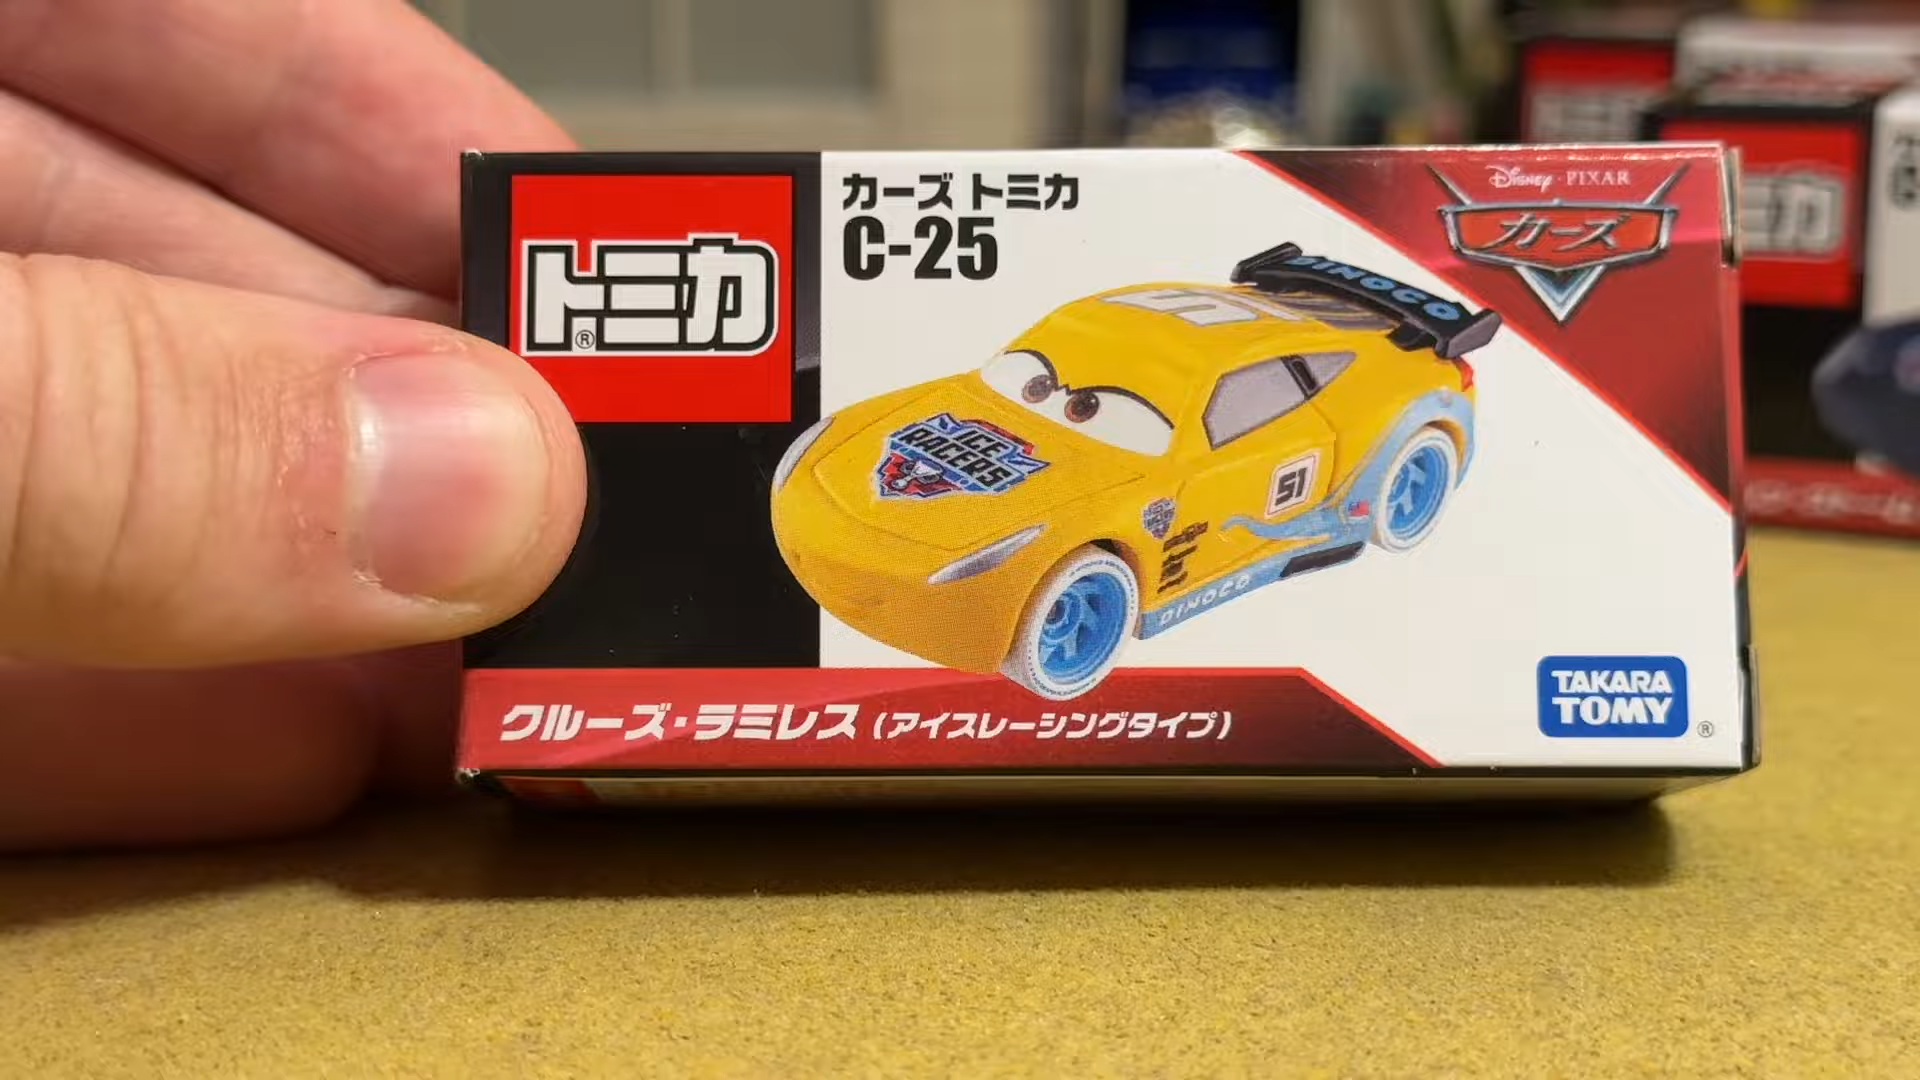 カーズ トミカ
C-25
Disney · PIXAR
カーズ
トミカ
®
DINOCO
ICE
RACERS
51
DINOCO
クルーズ・ラミレス（アイスレーシングタイプ）
TAKARA
TOMY
®